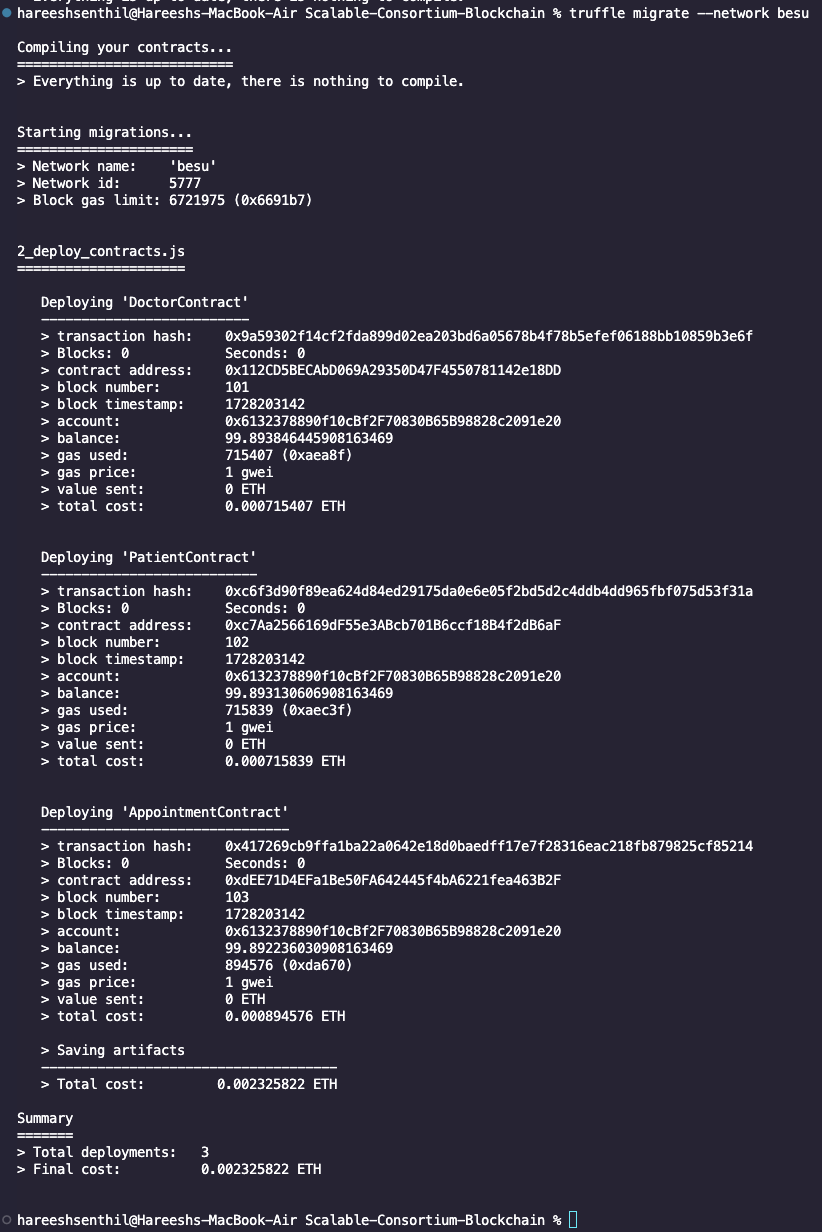 hareeshsenthil@Hareeshs-MacBook-Air Scalable-Consortium-Blockchain % truffle migrate --network besu
Compiling your contracts...
===========================
> Everything is up to date, there is nothing to compile.
Starting migrations...
======================
> Network name:    'besu'
> Network id:      5777
> Block gas limit: 6721975 (0x6691b7)
2_deploy_contracts.js
=====================
Deploying 'DoctorContract'
--------------------------
> transaction hash:    0x9a59302f14cf2fda899d02ea203bd6a05678b4f78b5efef06188bb10859b3e6f
> Blocks: 0            Seconds: 0
> contract address:    0x112CD5BECAbD069A29350D47F4550781142e18DD
> block number:        101
> block timestamp:     1728203142
> account:             0x6132378890f10cBf2F70830B65B98828c2091e20
> balance:             99.893846445908163469
> gas used:            715407 (0xaea8f)
> gas price:           1 gwei
> value sent:          0 ETH
> total cost:          0.000715407 ETH
Deploying 'PatientContract'
---------------------------
> transaction hash:    0xc6f3d90f89ea624d84ed29175da0e6e05f2bd5d2c4ddb4dd965fbf075d53f31a
> Blocks: 0            Seconds: 0
> contract address:    0xc7Aa2566169dF55e3ABcb701B6ccf18B4f2dB6aF
> block number:        102
> block timestamp:     1728203142
> account:             0x6132378890f10cBf2F70830B65B98828c2091e20
> balance:             99.893130606908163469
> gas used:            715839 (0xaec3f)
> gas price:           1 gwei
> value sent:          0 ETH
> total cost:          0.000715839 ETH
Deploying 'AppointmentContract'
-------------------------------
> transaction hash:    0x417269cb9ffa1ba22a0642e18d0baedff17e7f28316eac218fb879825cf85214
> Blocks: 0            Seconds: 0
> contract address:    0xdEE71D4EFa1Be50FA642445f4bA6221fea463B2F
> block number:        103
> block timestamp:     1728203142
> account:             0x6132378890f10cBf2F70830B65B98828c2091e20
> balance:             99.892236030908163469
> gas used:            894576 (0xda670)
> gas price:           1 gwei
> value sent:          0 ETH
> total cost:          0.000894576 ETH
> Saving artifacts
-------------------------------------
> Total cost:         0.002325822 ETH
Summary
=======
> Total deployments:   3
> Final cost:          0.002325822 ETH
hareeshsenthil@Hareeshs-MacBook-Air Scalable-Consortium-Blockchain %